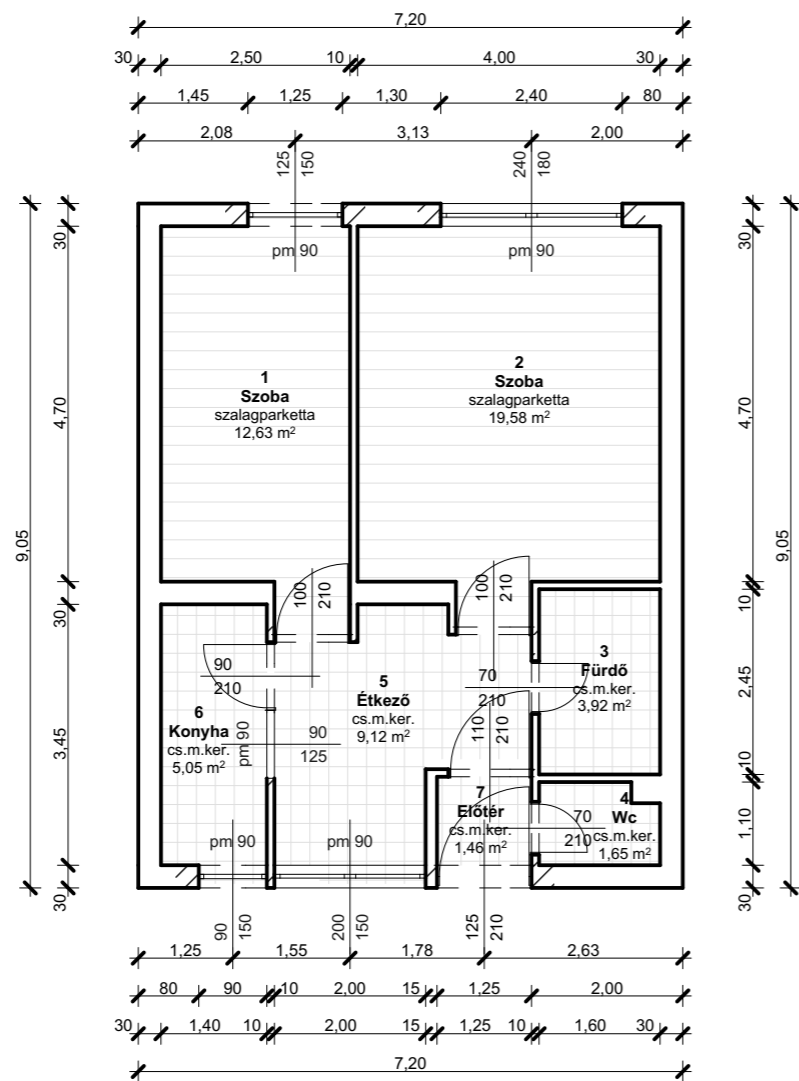 7,20
30 2,50 10 4,00 30
1,45 1,25 1,30 2,40 80
2,08 3,13 2,00
125
150
240
180
pm 90
pm 90
30
4,70
30
3,45
30
9,05
30
4,70
10
2,45
10
1,10
30
9,05
1
Szoba
szalagparketta
12,63 m²
2
Szoba
szalagparketta
19,58 m²
100
210
100
210
90
210
70
210
3
Fürdő
cs.m.ker.
3,92 m²
5
Étkező
cs.m.ker.
9,12 m²
6
Konyha
cs.m.ker.
5,05 m²
pm 90
90
125
110
210
7
Előtér
cs.m.ker.
1,46 m²
70
210
4
Wc
cs.m.ker.
1,65 m²
pm 90
pm 90
90
150
200
150
125
210
1,25 1,55 1,78 2,63
80 90 10 2,00 15 1,25 2,00
30 1,40 10 2,00 15 1,25 10 1,60 30
7,20